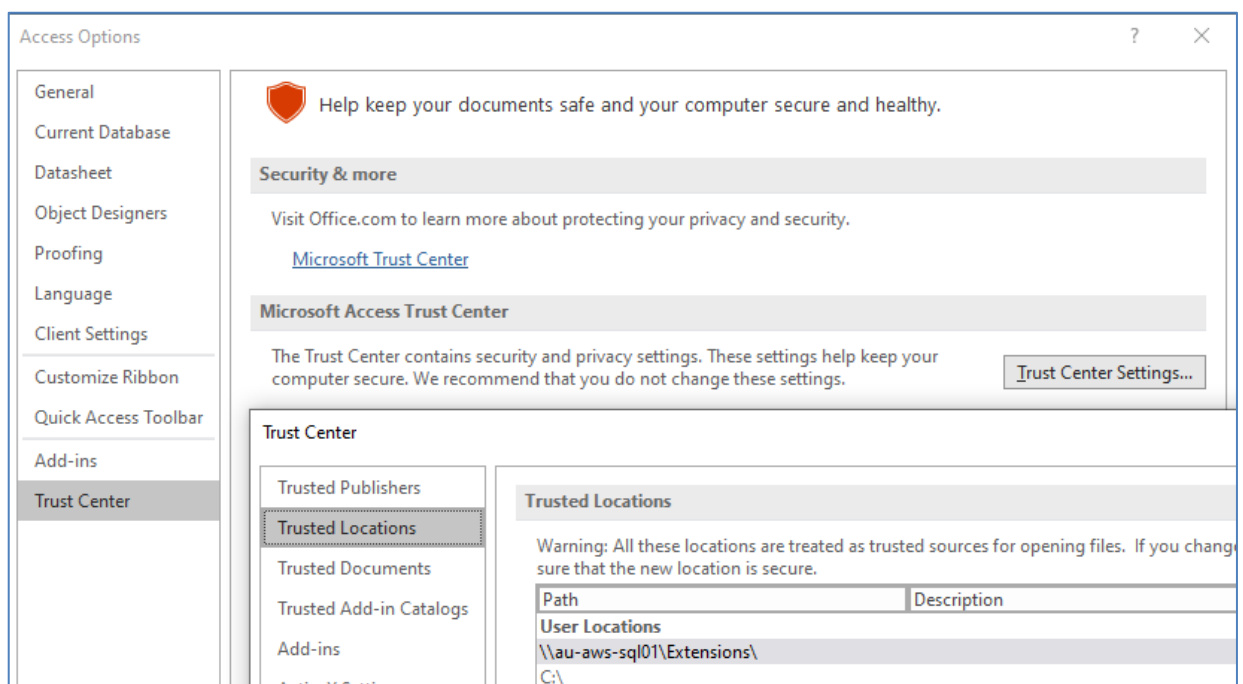 Access Options
?
General
Current Database
Datasheet
Object Designers
Proofing
Language
Client Settings
Customize Ribbon
Quick Access Toolbar
Add-ins
Trust Center
Help keep your documents safe and your computer secure and healthy.
Security & more
Visit Office.com to learn more about protecting your privacy and security.
Microsoft Trust Center
Microsoft Access Trust Center
The Trust Center contains security and privacy settings. These settings help keep your
computer secure. We recommend that you do not change these settings.
Trust Center Settings...
Trust Center
Trusted Publishers
Trusted Locations
Trusted Documents
Trusted Add-in Catalogs
Add-ins
Trusted Locations
Warning: All these locations are treated as trusted sources for opening files. If you change
sure that the new location is secure.
Path Description
User Locations
\\au-aws-sql01\Extensions\
C:\